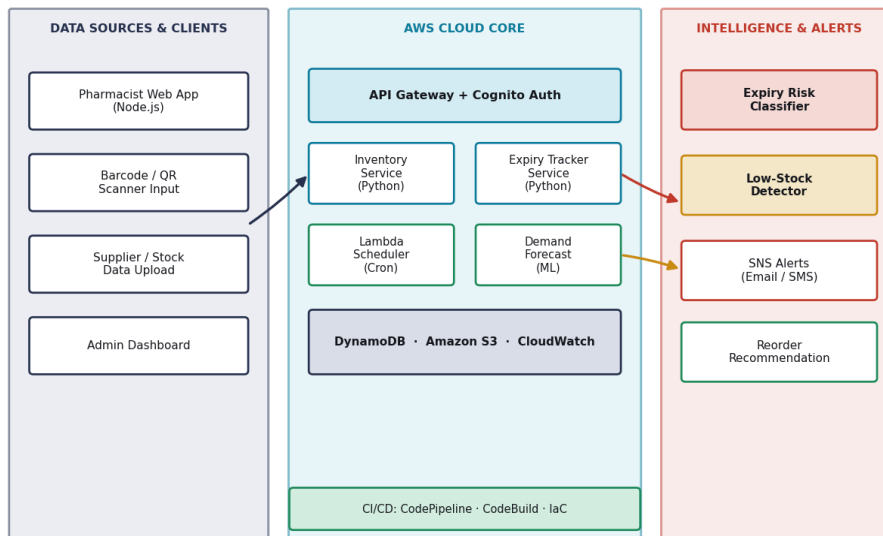 DATA SOURCES & CLIENTS
Pharmacist Web App
(Node.js)
Barcode / QR
Scanner Input
Supplier / Stock
Data Upload
Admin Dashboard
AWS CLOUD CORE
API Gateway + Cognito Auth
Inventory
Service
(Python)
Expiry Tracker
Service
(Python)
Lambda
Scheduler
(Cron)
Demand
Forecast
(ML)
DynamoDB · Amazon S3 · CloudWatch
CI/CD: CodePipeline · CodeBuild · IaC
INTELLIGENCE & ALERTS
Expiry Risk
Classifier
Low-Stock
Detector
SNS Alerts
(Email / SMS)
Reorder
Recommendation